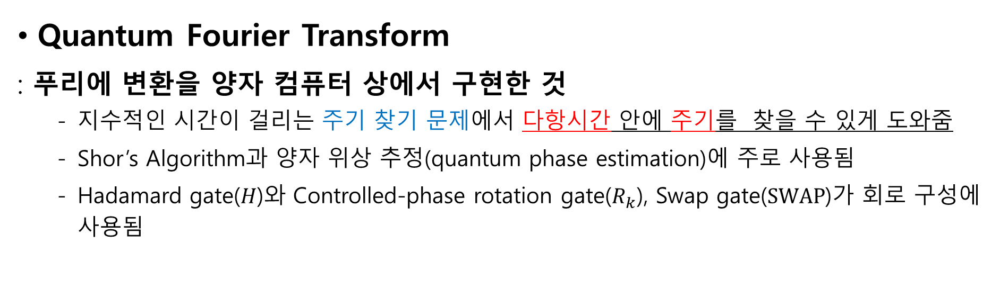 • Quantum Fourier Transform
: 푸리에 변환을 양자 컴퓨터 상에서 구현한 것
- 지수적인 시간이 걸리는 주기 찾기 문제에서 다항시간 안에 주기를 찾을 수 있게 도와줌
- Shor’s Algorithm과 양자 위상 추정(quantum phase estimation)에 주로 사용됨
- Hadamard gate(𝐻)와 Controlled-phase rotation gate(𝑅𝑘), Swap gate(SWAP)가 회로 구성에
사용됨